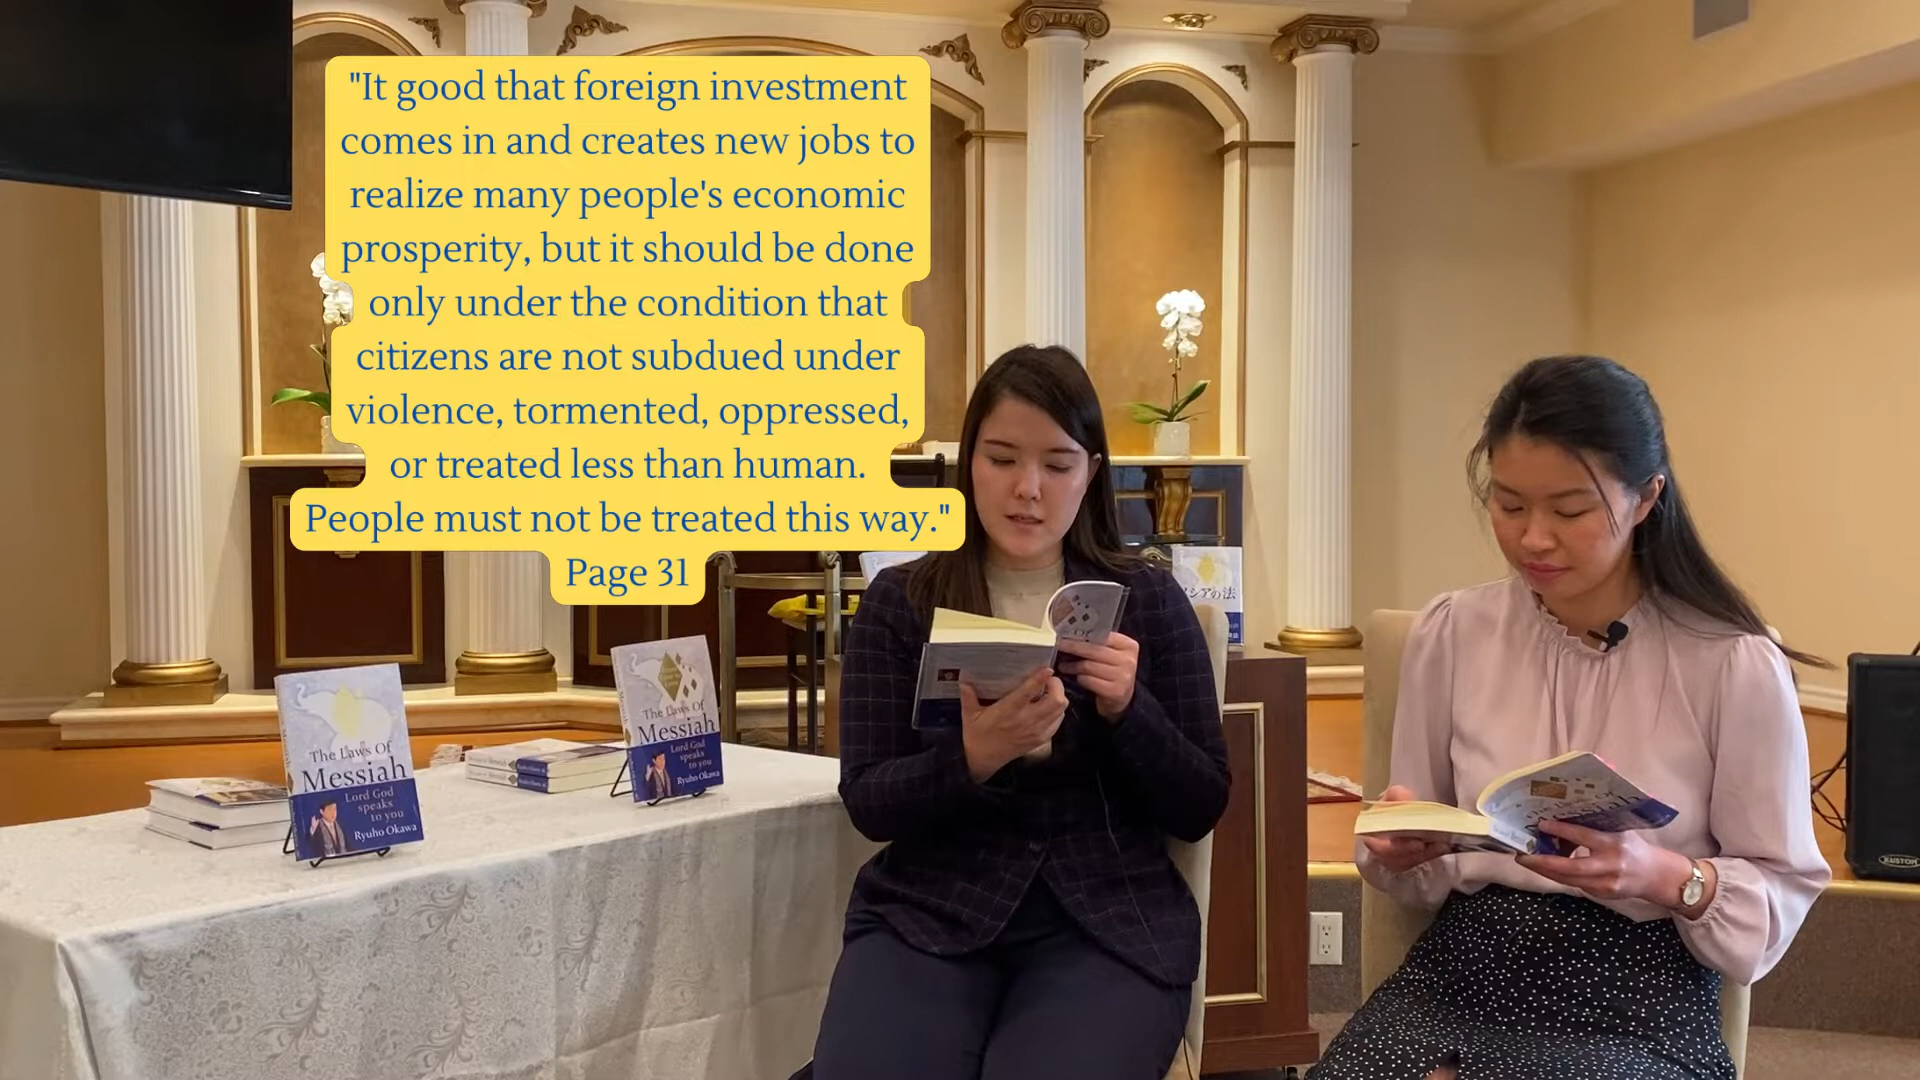 "It good that foreign investment
comes in and creates new jobs to
realize many people's economic
prosperity, but it should be done
only under the condition that
citizens are not subdued under
violence, tormented, oppressed,
or treated less than human.
People must not be treated this way."
Page 31
The Laws Of
Messiah
Lord God
speaks
to you
Ryuho Okawa
The Laws Of
Messiah
Lord God
speaks
to you
Ryuho Okawa
シアの法
Of
Messiah
KUSTOM